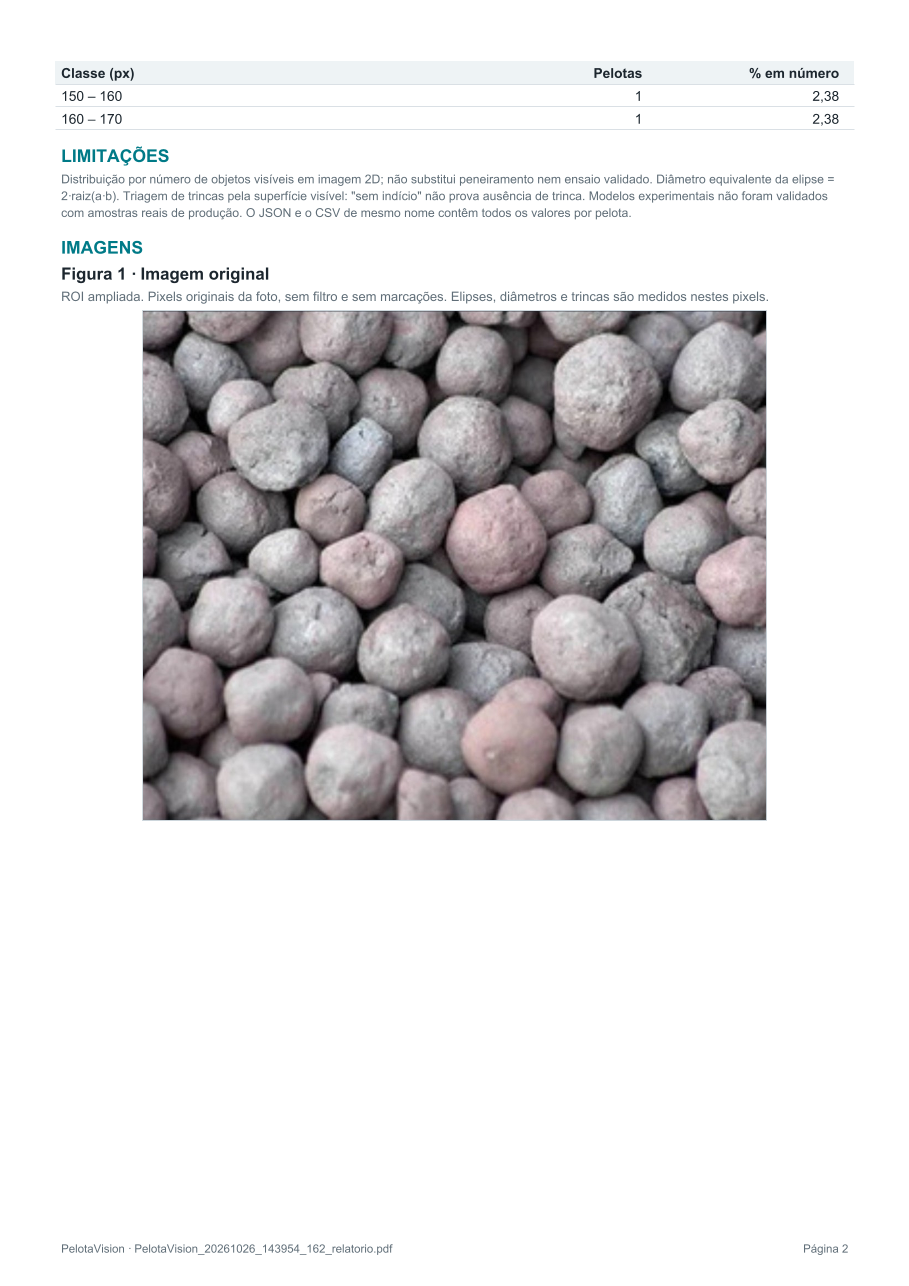 Classe (px) Pelotas % em número
150 – 160 1 2,38
160 – 170 1 2,38
LIMITAÇÕES
Distribuição por número de objetos visíveis em imagem 2D; não substitui peneiramento nem ensaio validado. Diâmetro equivalente da elipse =
2·raiz(a·b). Triagem de trincas pela superfície visível: "sem indício" não prova ausência de trinca. Modelos experimentais não foram validados
com amostras reais de produção. O JSON e o CSV de mesmo nome contêm todos os valores por pelota.
IMAGENS
Figura 1 · Imagem original
ROI ampliada. Pixels originais da foto, sem filtro e sem marcações. Elipses, diâmetros e trincas são medidos nestes pixels.
PelotaVision · PelotaVision_20261026_143954_162_relatorio.pdf Página 2